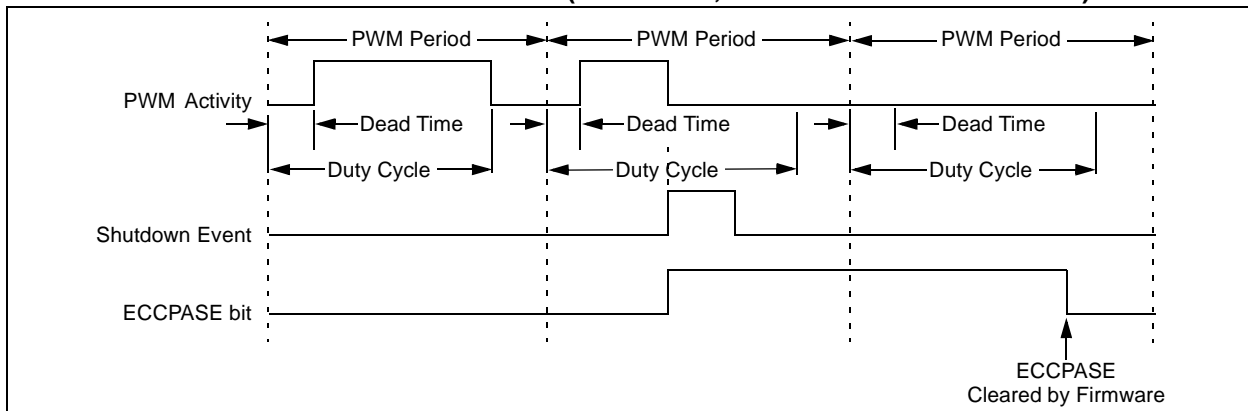 PWM Period PWM Period PWM Period
PWM Activity
Dead Time Dead Time Dead Time
Duty Cycle Duty Cycle Duty Cycle
Shutdown Event
ECCPASE bit
ECCPASE
Cleared by Firmware